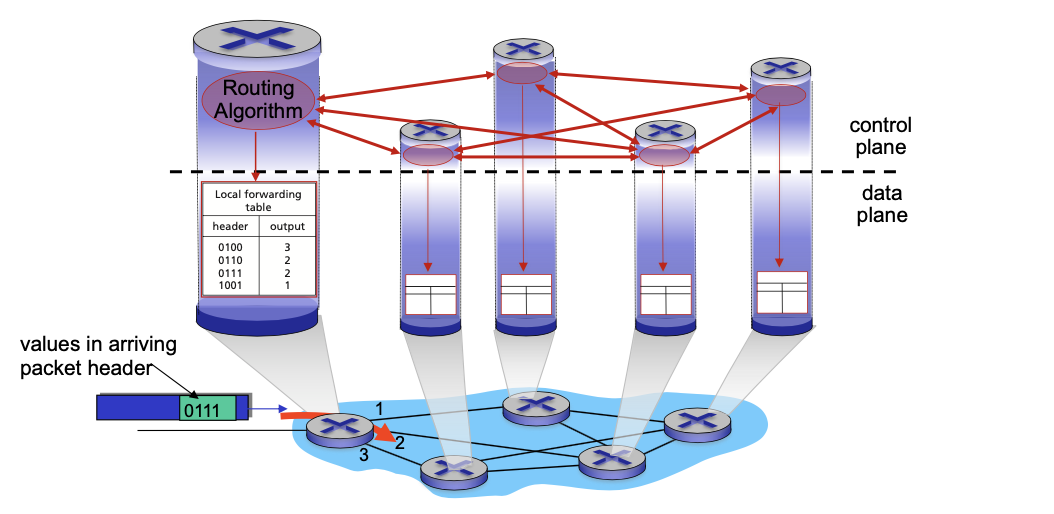 Routing
Algorithm
control
plane
data
plane
Local forwarding
table
header output
0100 3
0110 2
0111 2
1001 1
values in arriving
packet header
0111
1
2
3